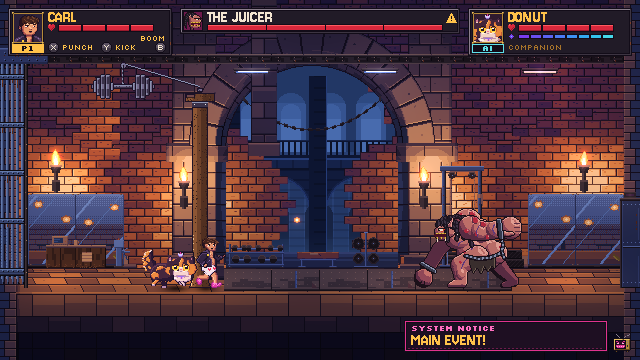 CARL
P1
X PUNCH Y KICK B
BOOM
THE JUICER
DONUT
AI
COMPANION
SYSTEM NOTICE
MAIN EVENT!